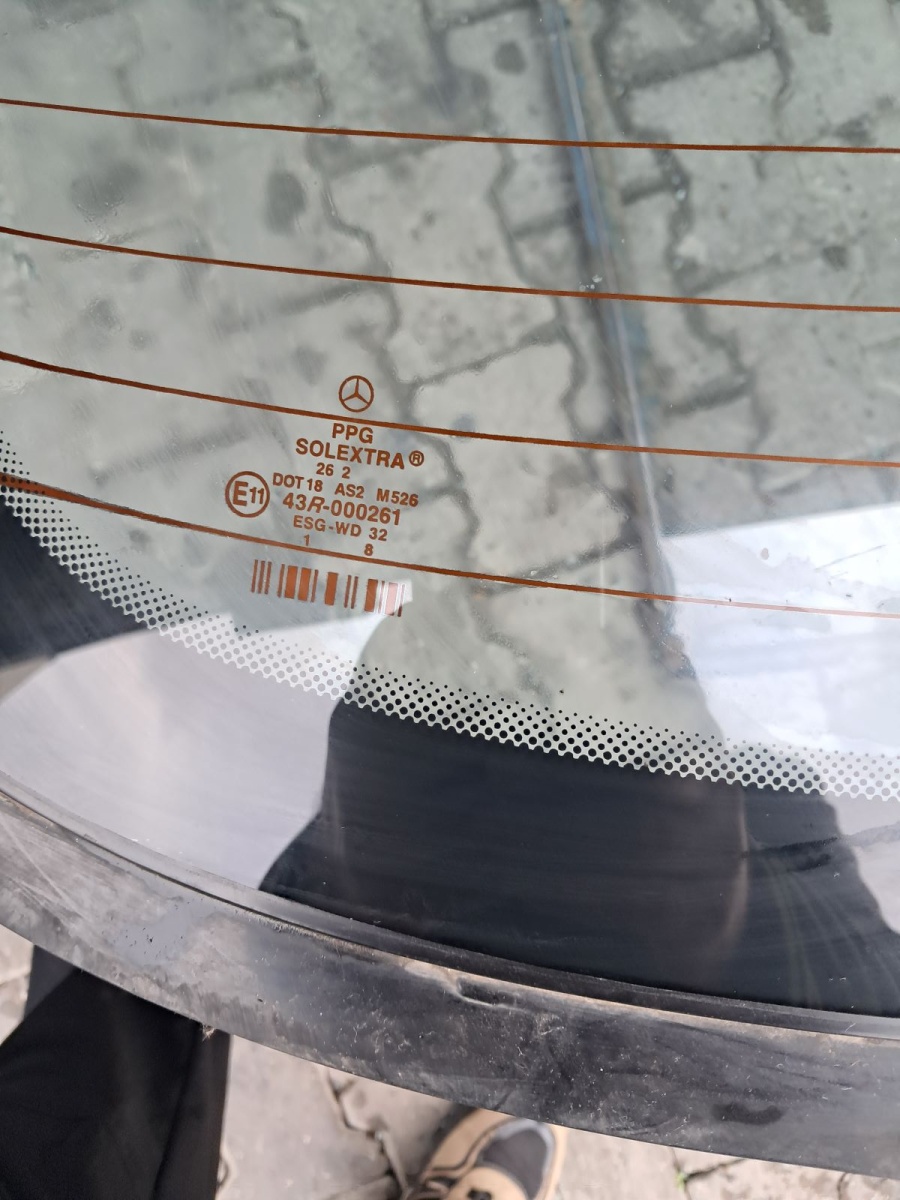 PPG
SOLEXTRA®
26 2
DOT 18 AS2 M526
E11 43R-000261
ESG-WD 32
1 8